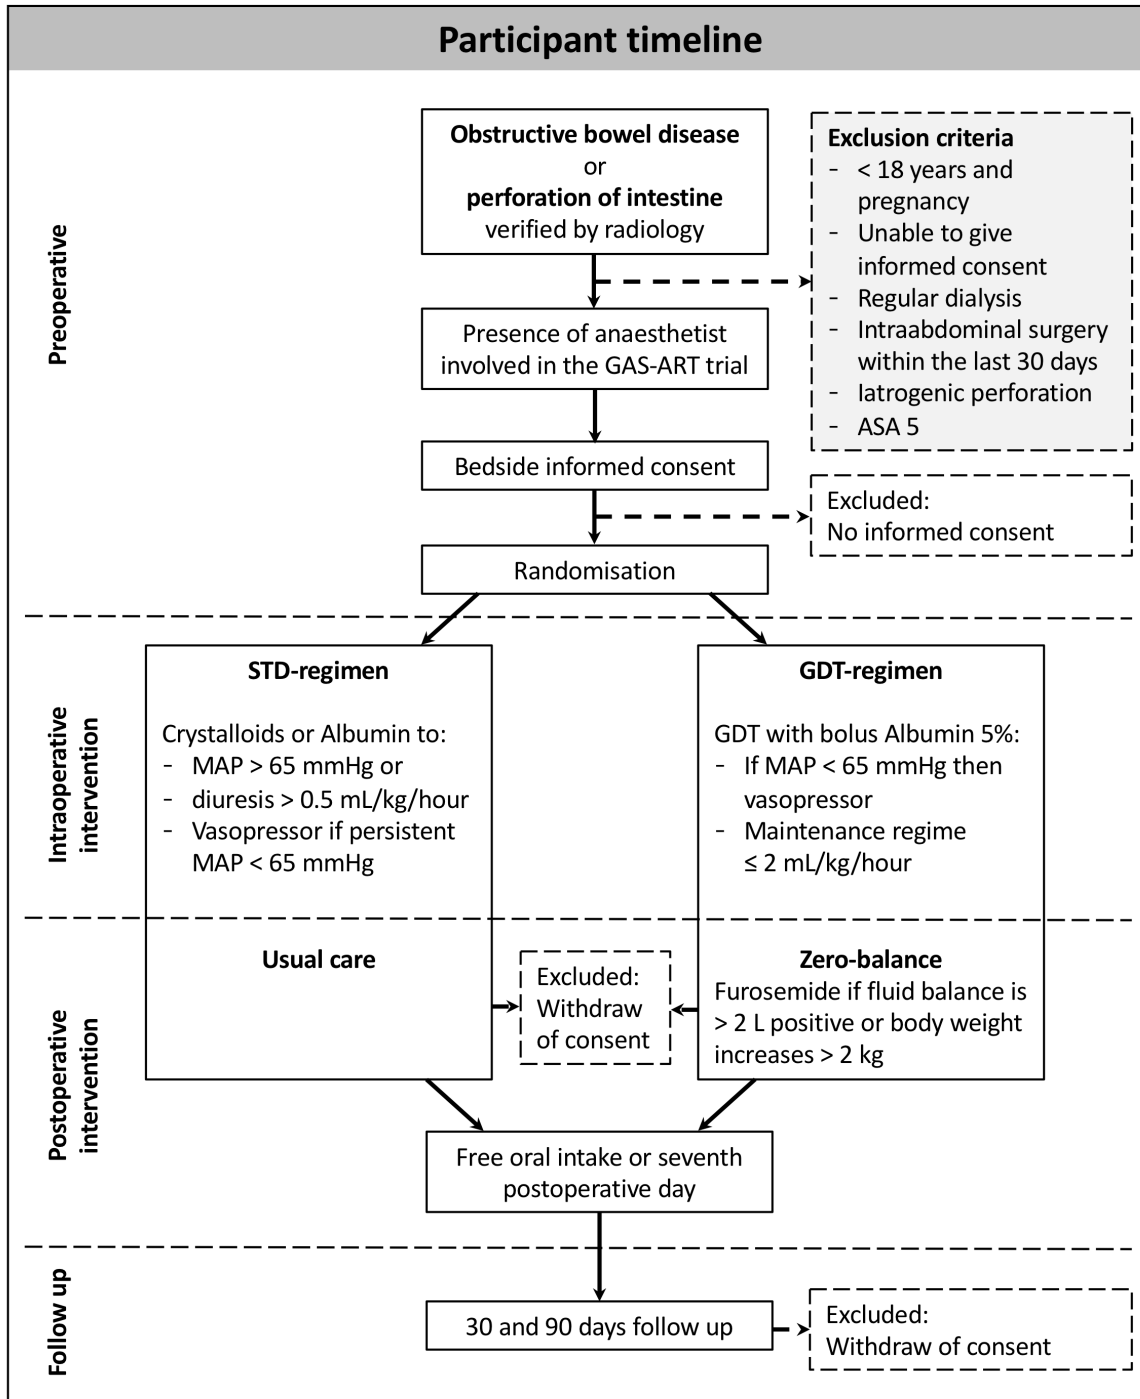 Participant timeline
Preoperative
Obstructive bowel disease
or
perforation of intestine
verified by radiology
Exclusion criteria
- < 18 years and
pregnancy
- Unable to give
informed consent
- Regular dialysis
- Intraabdominal surgery
within the last 30 days
- Iatrogenic perforation
- ASA 5
Presence of anaesthetist
involved in the GAS-ART trial
Bedside informed consent
Excluded:
No informed consent
Randomisation
Intraoperative
intervention
STD-regimen
Crystalloids or Albumin to:
- MAP > 65 mmHg or
- diuresis > 0.5 mL/kg/hour
- Vasopressor if persistent
MAP < 65 mmHg
GDT-regimen
GDT with bolus Albumin 5%:
- If MAP < 65 mmHg then
vasopressor
- Maintenance regime
≤ 2 mL/kg/hour
Postoperative
intervention
Usual care
Excluded:
Withdraw
of consent
Zero-balance
Furosemide if fluid balance is
> 2 L positive or body weight
increases > 2 kg
Free oral intake or seventh
postoperative day
Follow up
30 and 90 days follow up
Excluded:
Withdraw of consent